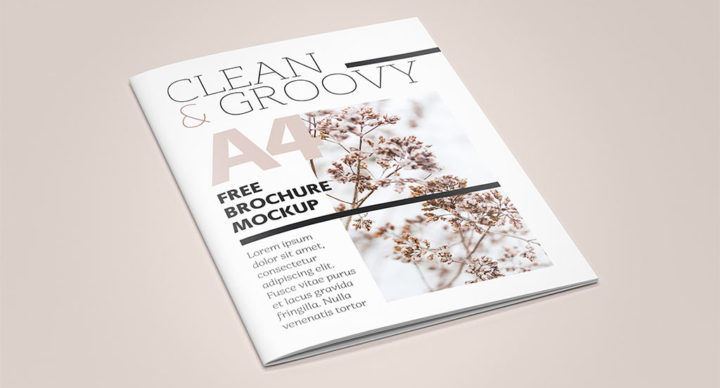 CLEAN
& GROOVY
A4
FREE
BROCHURE
MOCKUP
Lorem ipsum
dolor sit amet,
consectetur
adipiscing elit.
Fusce vitae purus
et lacus gravida
fringilla. Nulla
venenatis tortor